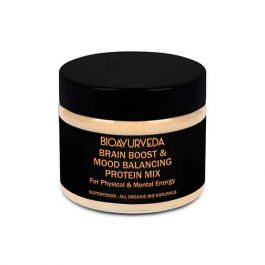 BIOAYURVEDA
BRAIN BOOST &
MOOD BALANCING
PROTEIN MIX
For Physical & Mental Energy
SUPERFOODS - ALL ORGANIC BIO NATURALS